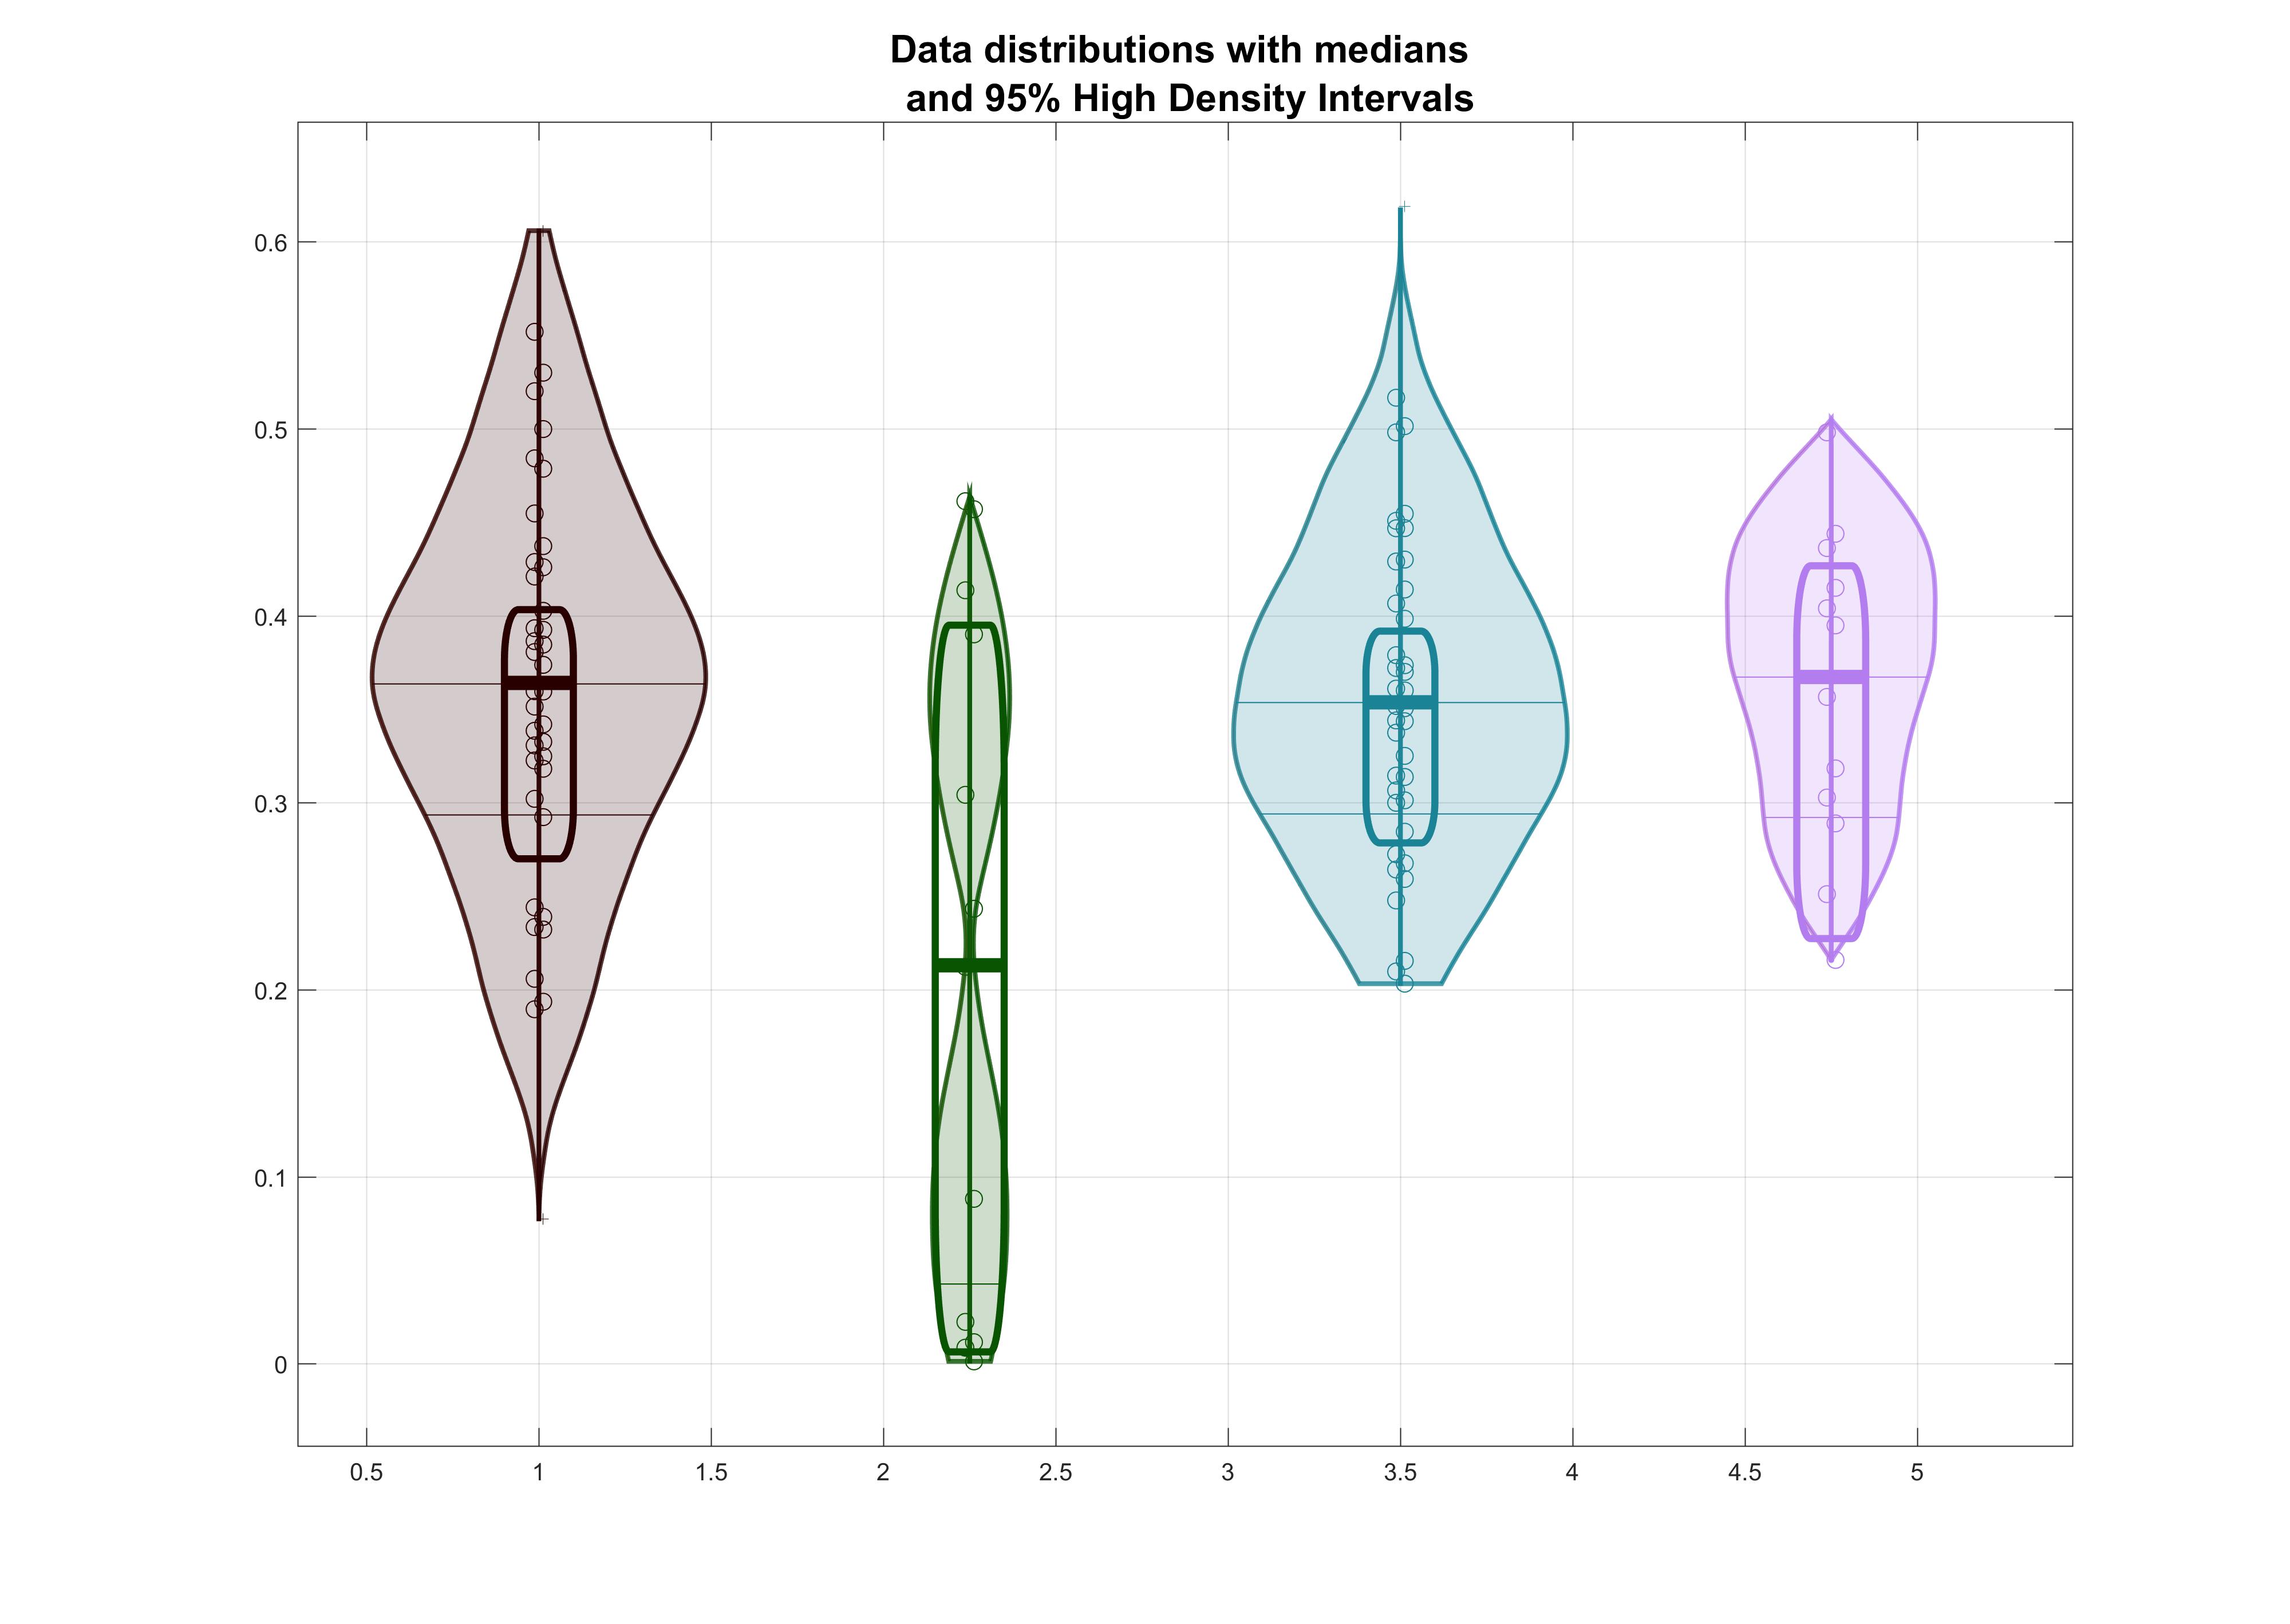 Data distributions with medians
and 95% High Density Intervals
0.6
0.5
0.4
0.3
0.2
0.1
0
0.5 1 1.5 2 2.5 3 3.5 4 4.5 5